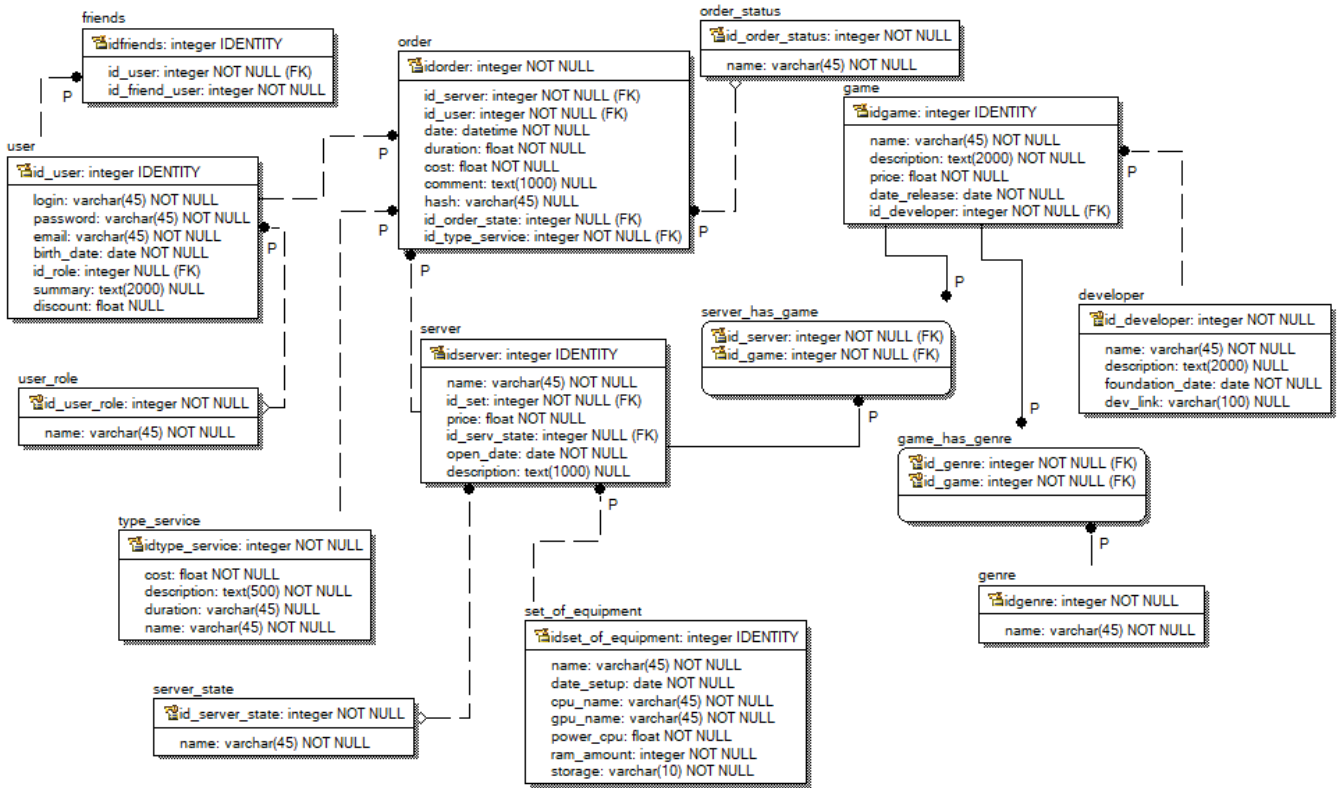 friends
idfriends: integer IDENTITY
id_user: integer NOT NULL (FK)
id_friend_user: integer NOT NULL
P
user
id_user: integer IDENTITY
login: varchar(45) NOT NULL
password: varchar(45) NOT NULL
email: varchar(45) NOT NULL
birth_date: date NOT NULL
id_role: integer NULL (FK)
summary: text(2000) NULL
discount: float NULL
P
user_role
id_user_role: integer NOT NULL
name: varchar(45) NOT NULL
order
idorder: integer NOT NULL
id_server: integer NOT NULL (FK)
id_user: integer NOT NULL (FK)
date: datetime NOT NULL
duration: float NOT NULL
cost: float NOT NULL
comment: text(1000) NULL
hash: varchar(45) NULL
id_order_state: integer NULL (FK)
id_type_service: integer NOT NULL (FK)
P
P
P
P
order_status
id_order_status: integer NOT NULL
name: varchar(45) NOT NULL
game
idgame: integer IDENTITY
name: varchar(45) NOT NULL
description: text(2000) NOT NULL
price: float NOT NULL
date_release: date NOT NULL
id_developer: integer NOT NULL (FK)
P
developer
id_developer: integer NOT NULL
name: varchar(45) NOT NULL
description: text(2000) NULL
foundation_date: date NOT NULL
dev_link: varchar(100) NULL
server_has_game
id_server: integer NOT NULL (FK)
id_game: integer NOT NULL (FK)
P
P
server
idserver: integer IDENTITY
name: varchar(45) NOT NULL
id_set: integer NOT NULL (FK)
price: float NOT NULL
id_serv_state: integer NULL (FK)
open_date: date NOT NULL
description: text(1000) NULL
P
game_has_genre
id_genre: integer NOT NULL (FK)
id_game: integer NOT NULL (FK)
P
P
genre
idgenre: integer NOT NULL
name: varchar(45) NOT NULL
type_service
idtype_service: integer NOT NULL
cost: float NOT NULL
description: text(500) NOT NULL
duration: varchar(45) NULL
name: varchar(45) NOT NULL
set_of_equipment
idset_of_equipment: integer IDENTITY
name: varchar(45) NOT NULL
date_setup: date NOT NULL
cpu_name: varchar(45) NOT NULL
gpu_name: varchar(45) NOT NULL
power_cpu: float NOT NULL
ram_amount: integer NOT NULL
storage: varchar(10) NOT NULL
server_state
id_server_state: integer NOT NULL
name: varchar(45) NOT NULL